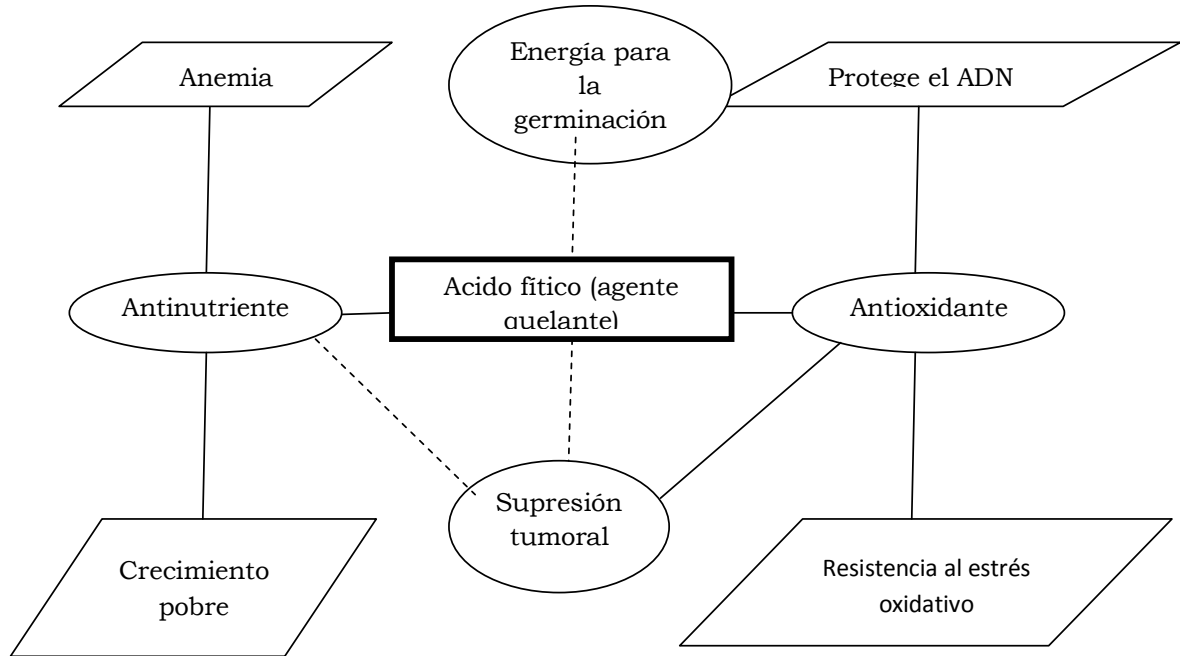 Anemia
Energía para
la
germinación
Protege el ADN
Antinutriente
Acido fítico (agente
quelante)
Antioxidante
Supresión
tumoral
Crecimiento
pobre
Resistencia al estrés
oxidativo